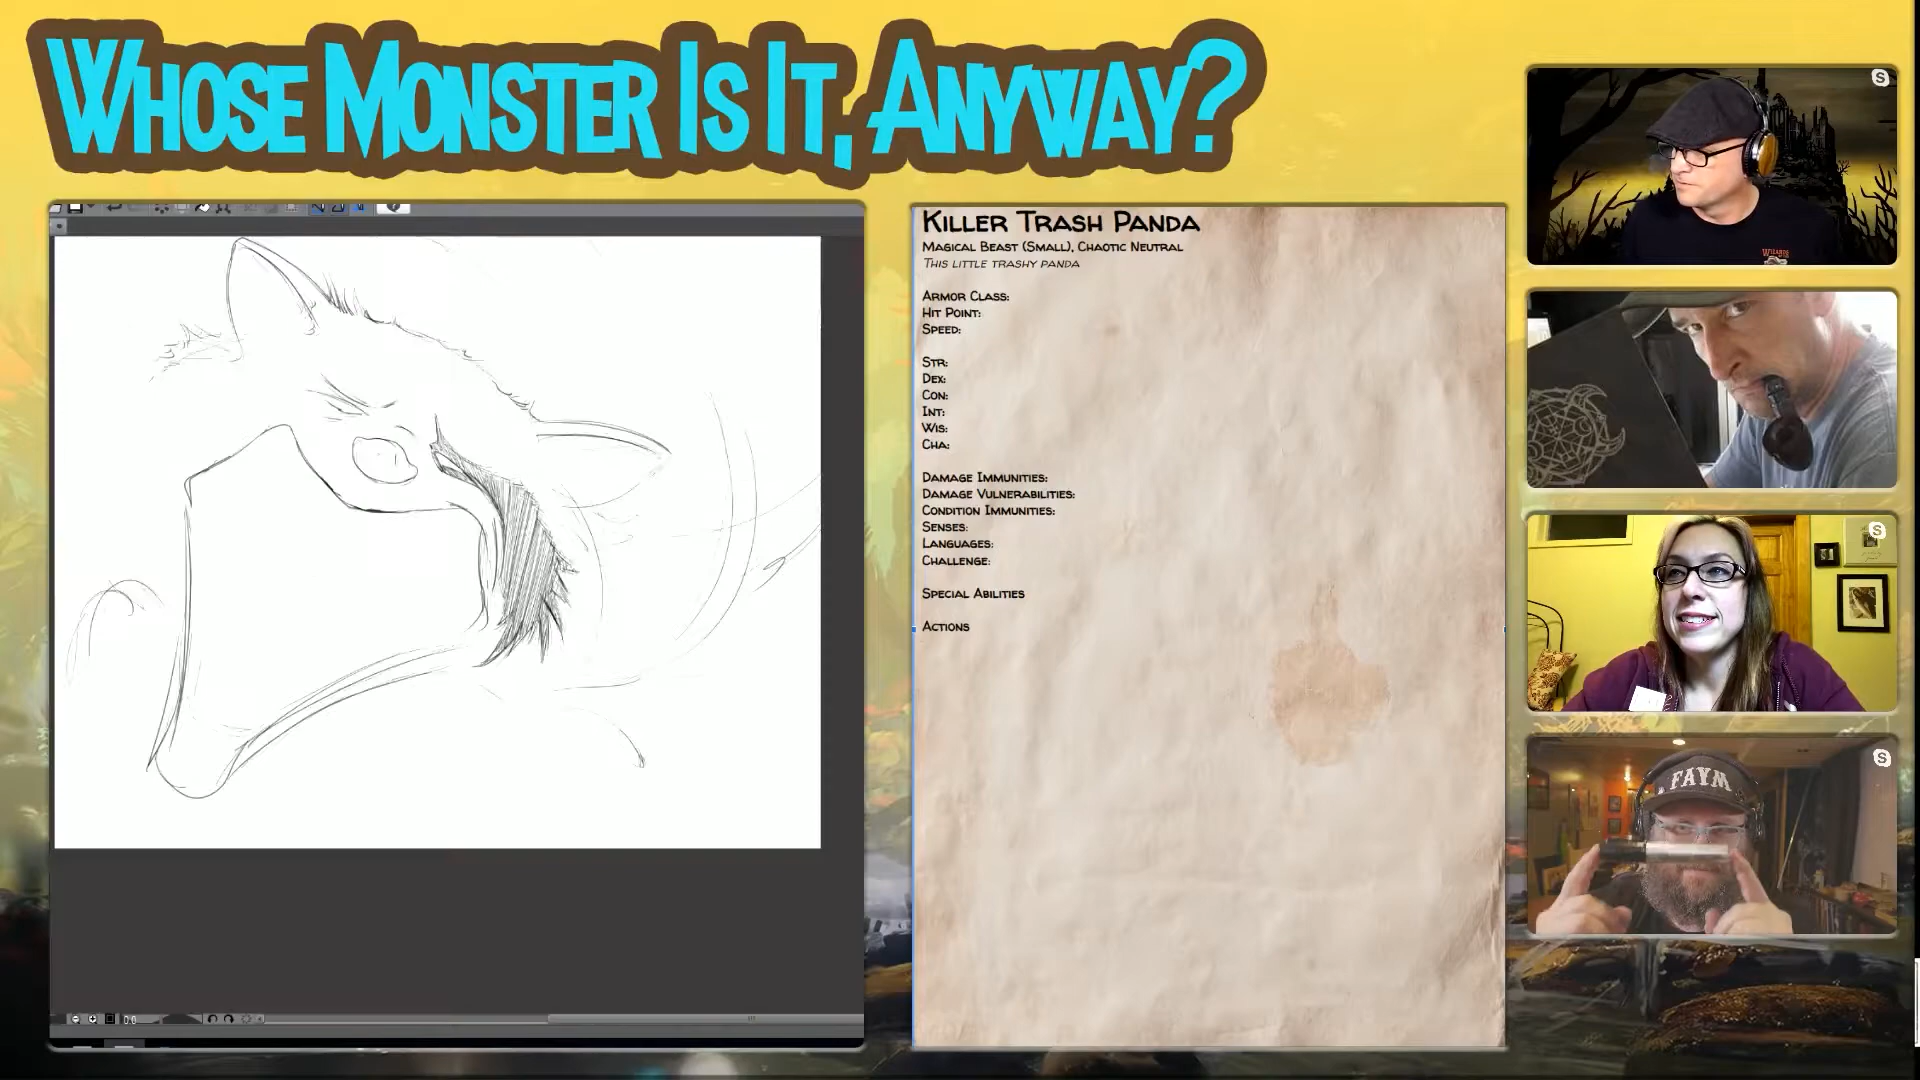 Whose Monster Is It, Anyway?
Killer Trash Panda
Magical Beast (Small), Chaotic Neutral
This little trashy panda
Armor Class:
Hit Point:
Speed:
Str:
Dex:
Con:
Int:
Wis:
Cha:
Damage Immunities:
Damage Vulnerabilities:
Condition Immunities:
Senses:
Languages:
Challenge:
Special Abilities
Actions
S
S
FAYM
S